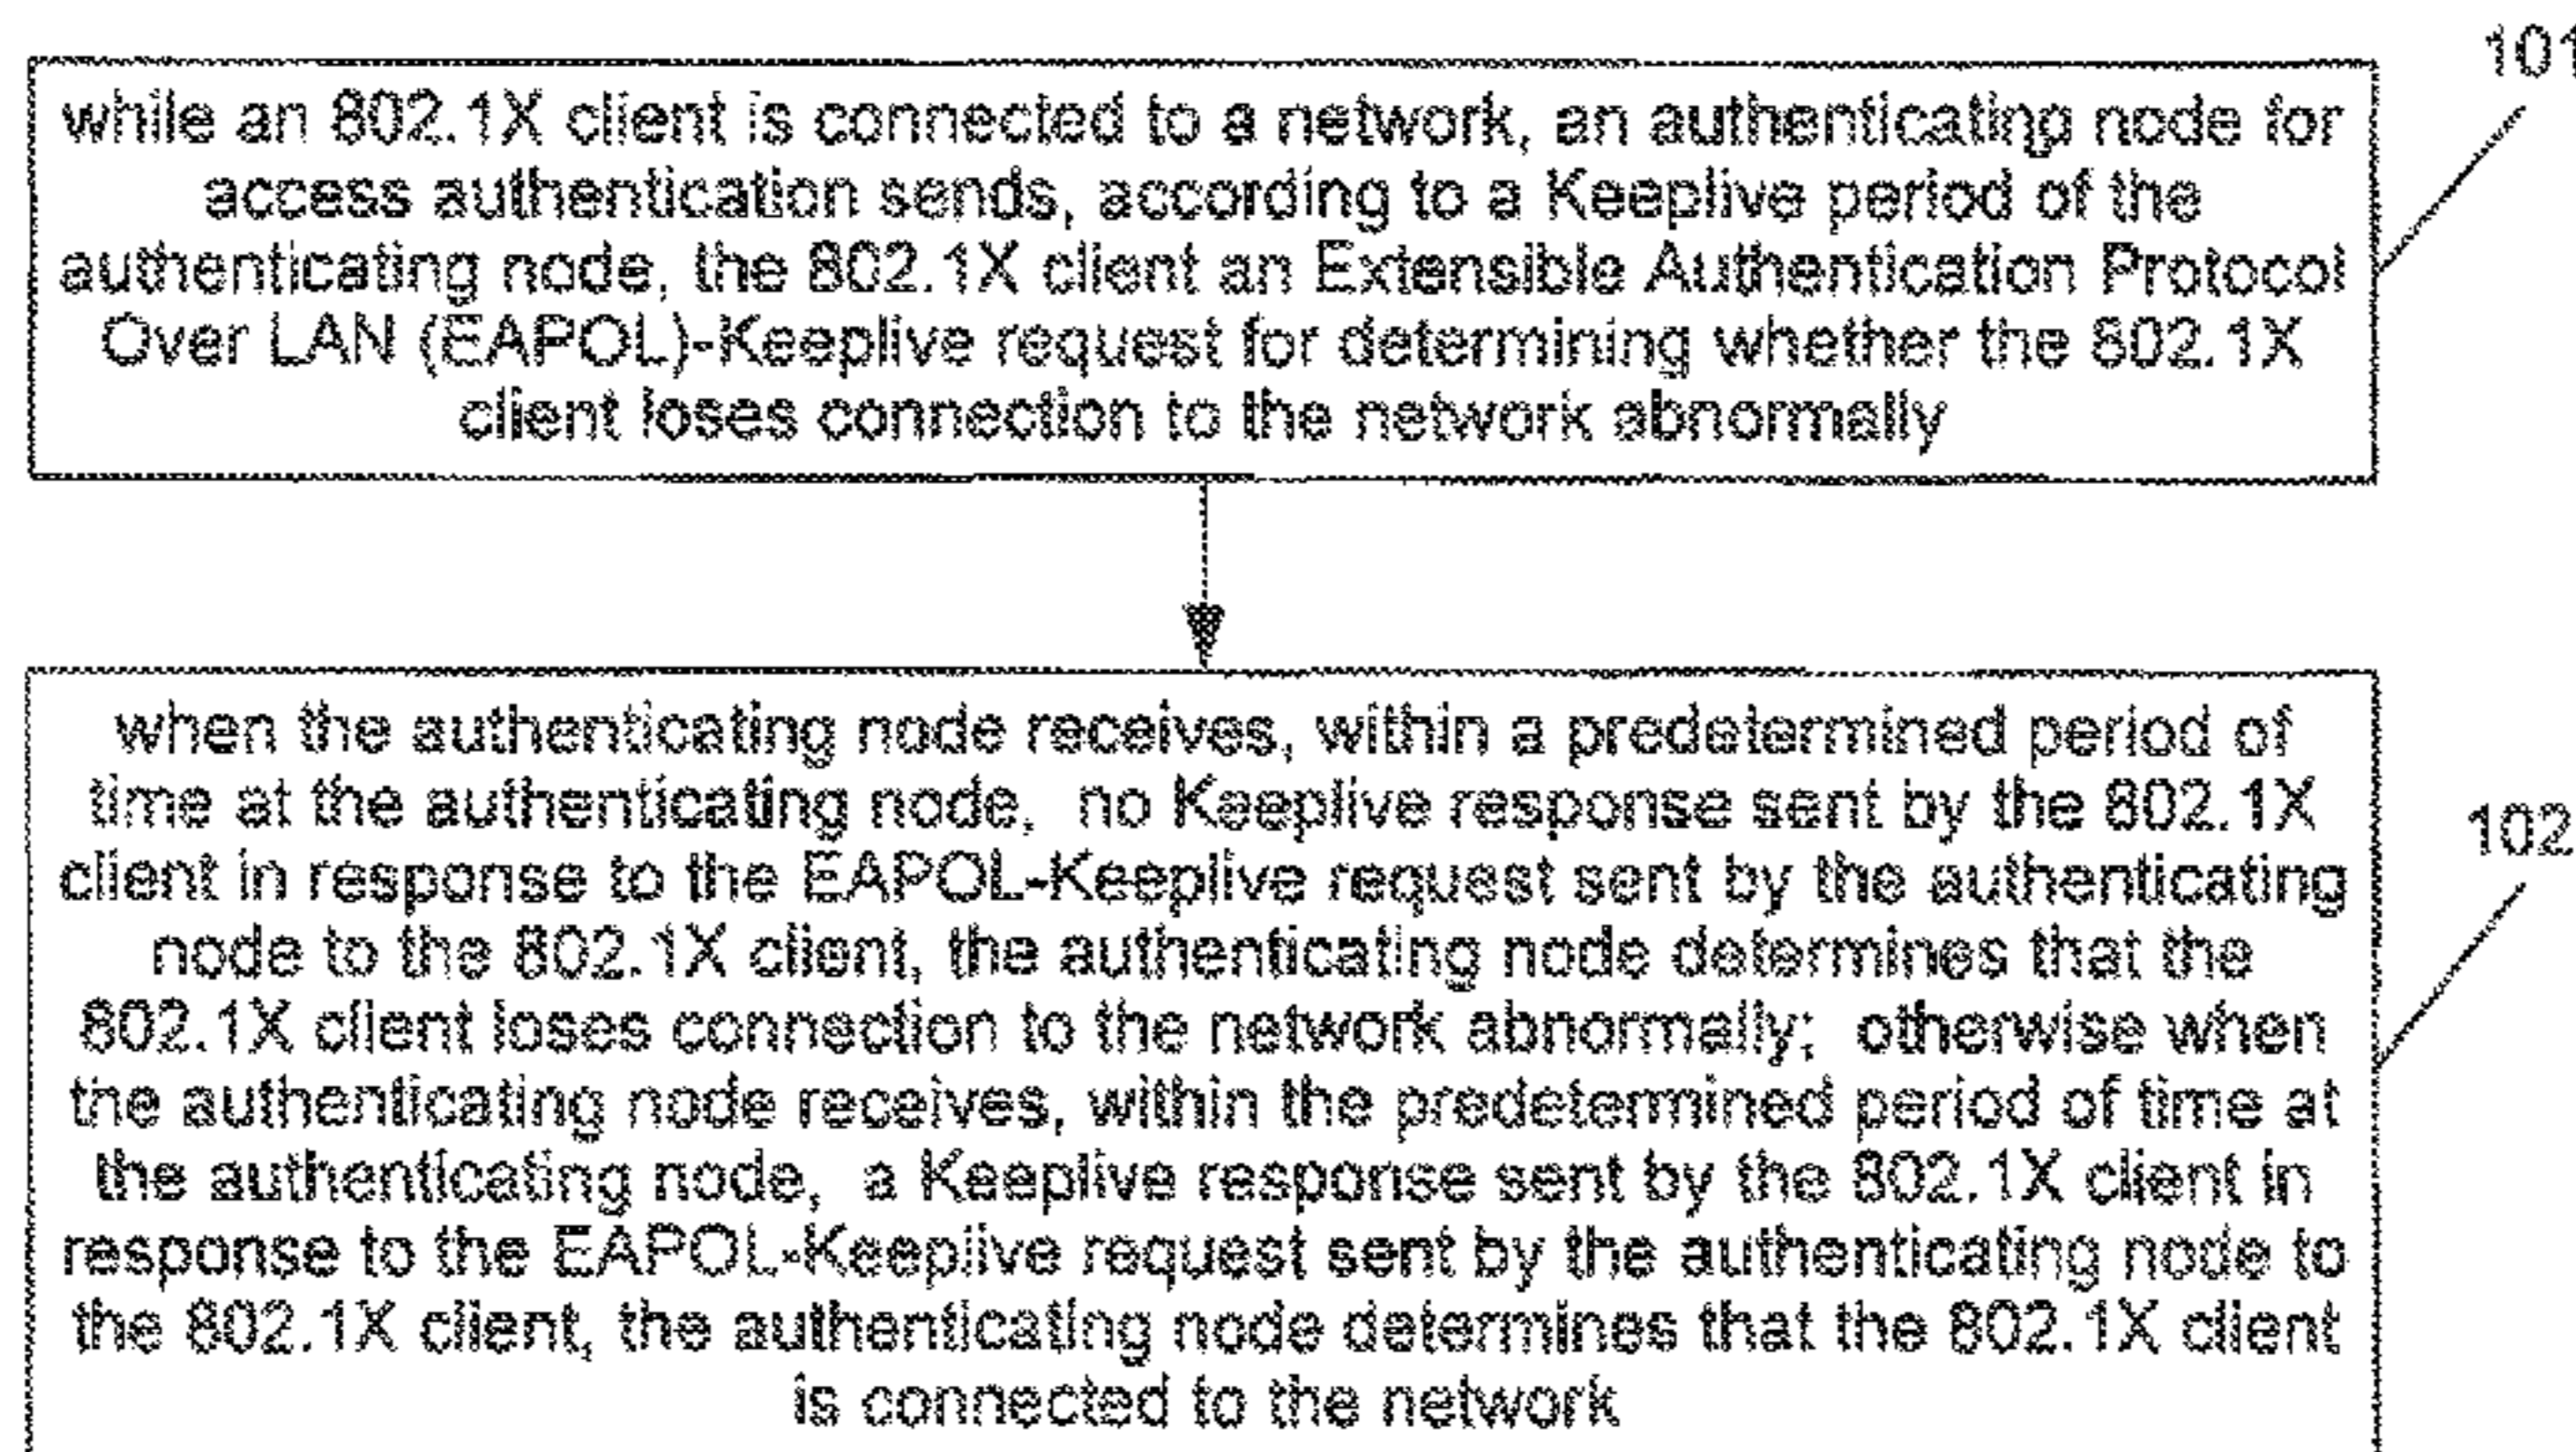 101
while an 802.1X client is connected to a network, an authenticating node for
access authentication sends, according to a Keeplive period of the
authenticating node, the 802.1X client an Extensible Authentication Protocol
Over LAN (EAPOL)-Keeplive request for determining whether the 802.1X
client loses connection to the network abnormally
when the authenticating node receives, within a predetermined period of
time at the authenticating node, no Keeplive response sent by the 802.1X
102
client in response to the EAPOL-Keeplive request sent by the authenticating
node to the 802.1X client, the authenticating node determines that the
802.1X client loses connection to the network abnormally; otherwise when
the authenticating node receives, within the predetermined period of time at
the authenticating node, a Keeplive response sent by the 802.1X client in
response to the EAPOL-Keeplive request sent by the authenticating node to
the 802.1X client, the authenticating node determines that the 802.1X client
is connected to the network